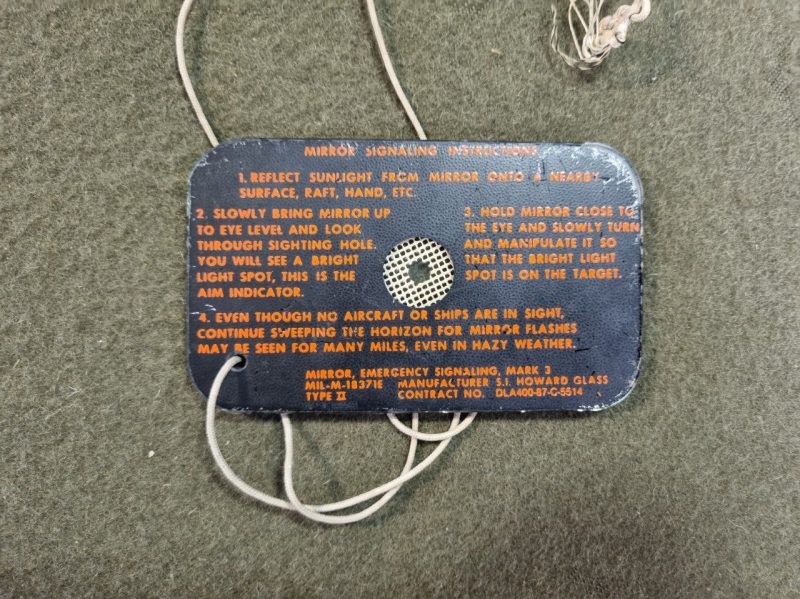 MIRROR SIGNALING INSTRUCTIONS
1. REFLECT SUNLIGHT FROM MIRROR ONTO A NEARBY
SURFACE, RAFT, HAND, ETC.
2. SLOWLY BRING MIRROR UP
TO EYE LEVEL AND LOOK
THROUGH SIGHTING HOLE.
YOU WILL SEE A BRIGHT
LIGHT SPOT, THIS IS THE
AIM INDICATOR.
3. HOLD MIRROR CLOSE TO
THE EYE AND SLOWLY TURN
AND MANIPULATE IT SO
THAT THE BRIGHT LIGHT
SPOT IS ON THE TARGET.
4. EVEN THOUGH NO AIRCRAFT OR SHIPS ARE IN SIGHT,
CONTINUE SWEEPING THE HORIZON FOR MIRROR FLASHES
MAY BE SEEN FOR MANY MILES, EVEN IN HAZY WEATHER.
MIRROR, EMERGENCY SIGNALING, MARK 3
MIL-M-18371E MANUFACTURER S.I. HOWARD GLASS
TYPE II CONTRACT NO. DLA400-87-C-5514